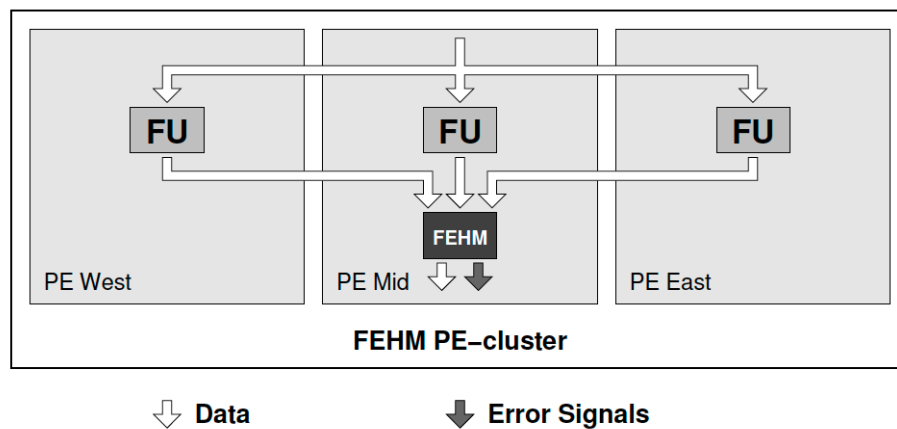 FU
FU
FU
FEHM
PE West
PE Mid
PE East
FEHM PE−cluster
Data
Error Signals